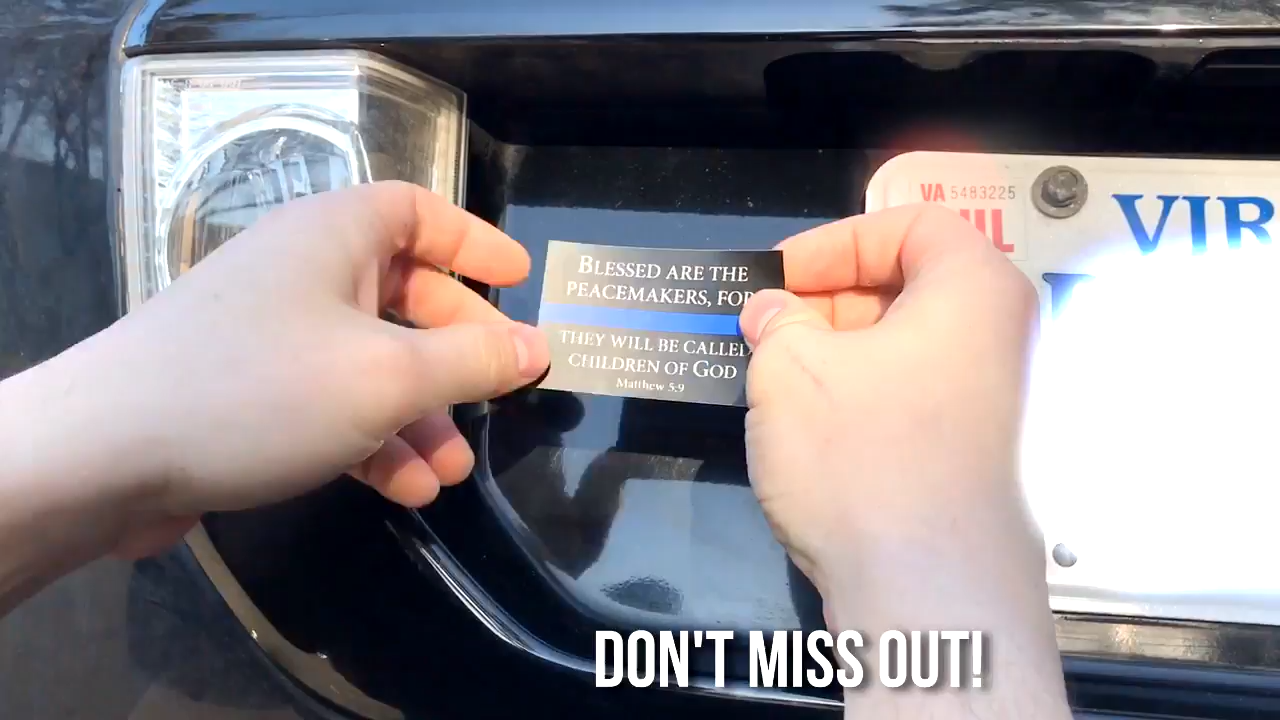 BLESSED ARE THE
PEACEMAKERS, FOR
THEY WILL BE CALLED
CHILDREN OF GOD
Matthew 5:9
VA 5483225
VIR
DON'T MISS OUT!